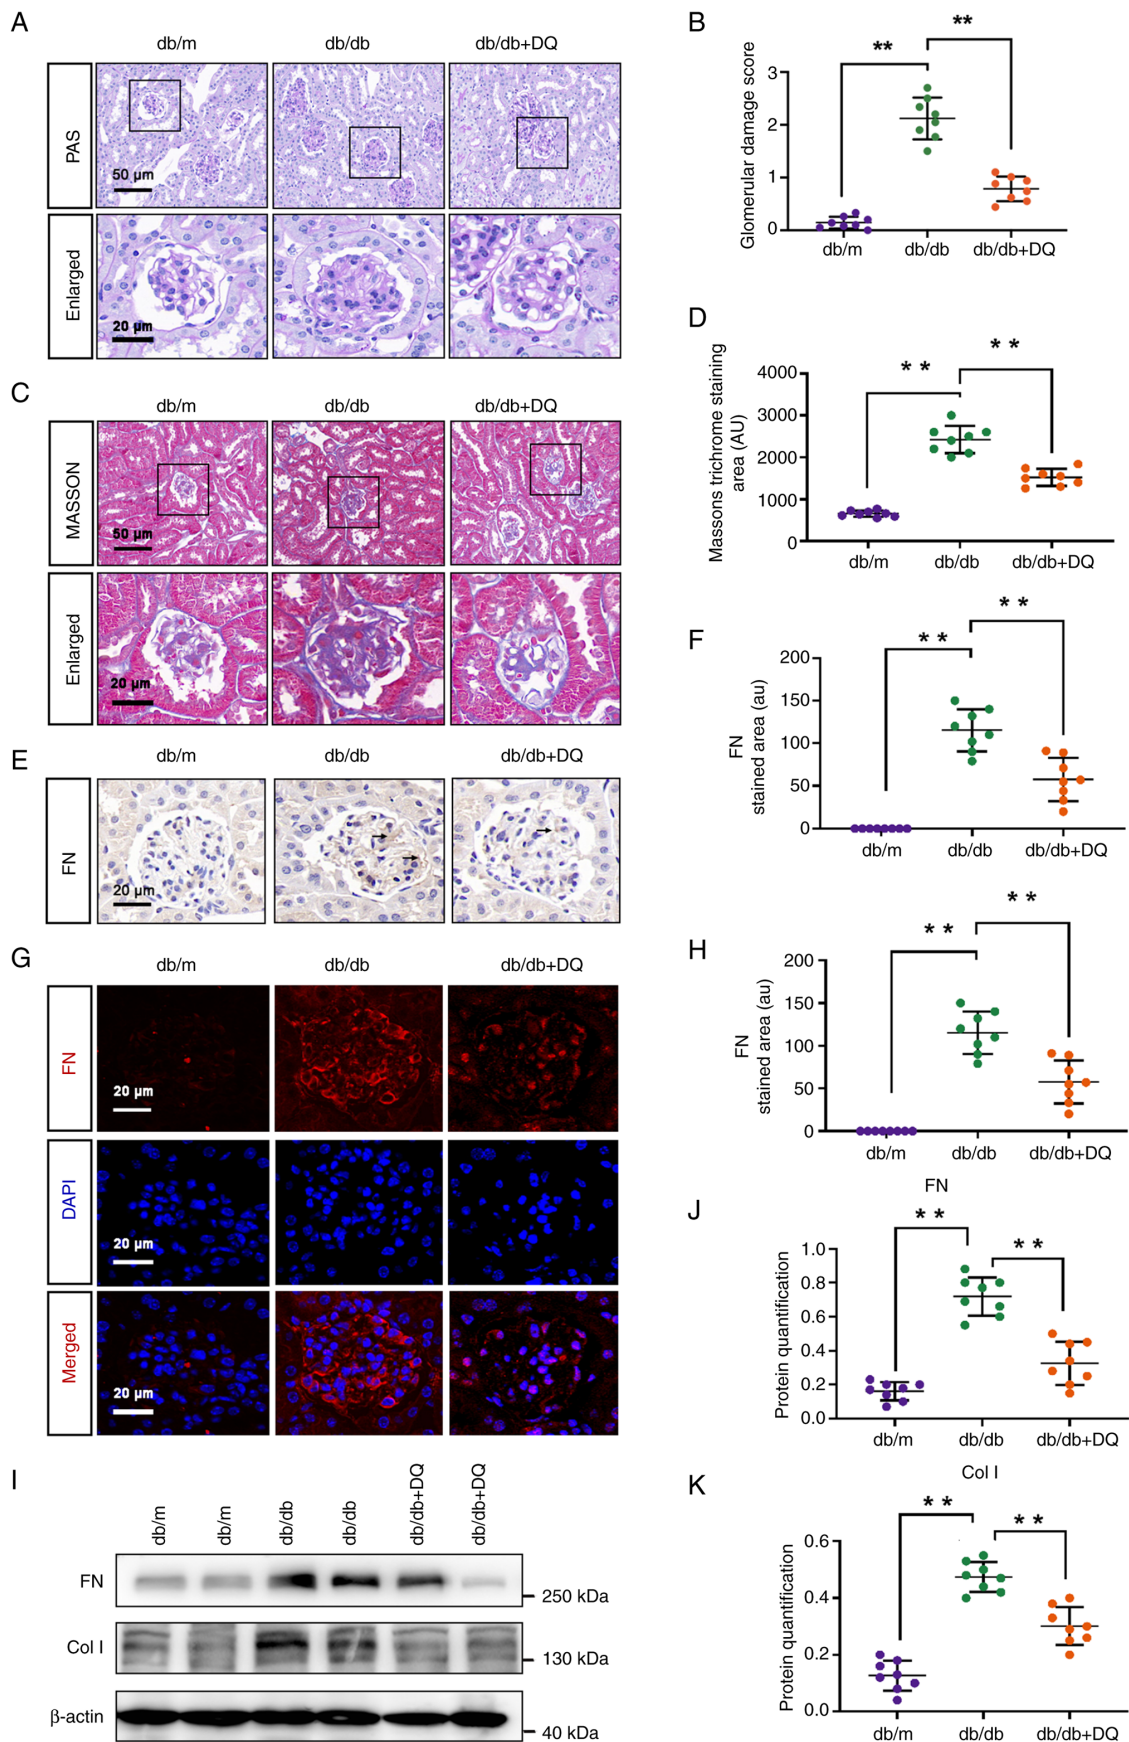 A
db/m
db/db
db/db+DQ
PAS
50 µm
Enlarged
20 µm
B
**
**
Glomerular damage score
3
2
1
0
db/m
db/db
db/db+DQ
C
db/m
db/db
db/db+DQ
MASSON
50 µm
Enlarged
20 µm
D
* *
* *
Massons trichrome staining
area (AU)
4000
3000
2000
1000
0
db/m
db/db
db/db+DQ
E
db/m
db/db
db/db+DQ
FN
20 µm
F
* *
* *
FN
stained area (au)
200
150
100
50
0
db/m
db/db
db/db+DQ
G
db/m
db/db
db/db+DQ
FN
20 µm
DAPI
20 µm
Merged
20 µm
H
* *
* *
FN
stained area (au)
200
150
100
50
0
db/m
db/db
db/db+DQ
I
db/m
db/m
db/db
db/db
db/db+DQ
db/db+DQ
FN
250 kDa
Col I
130 kDa
β-actin
40 kDa
J
FN
* *
* *
Protein quantification
1.0
0.8
0.6
0.4
0.2
0.0
db/m
db/db
db/db+DQ
K
Col I
* *
* *
Protein quantification
0.6
0.4
0.2
0.0
db/m
db/db
db/db+DQ